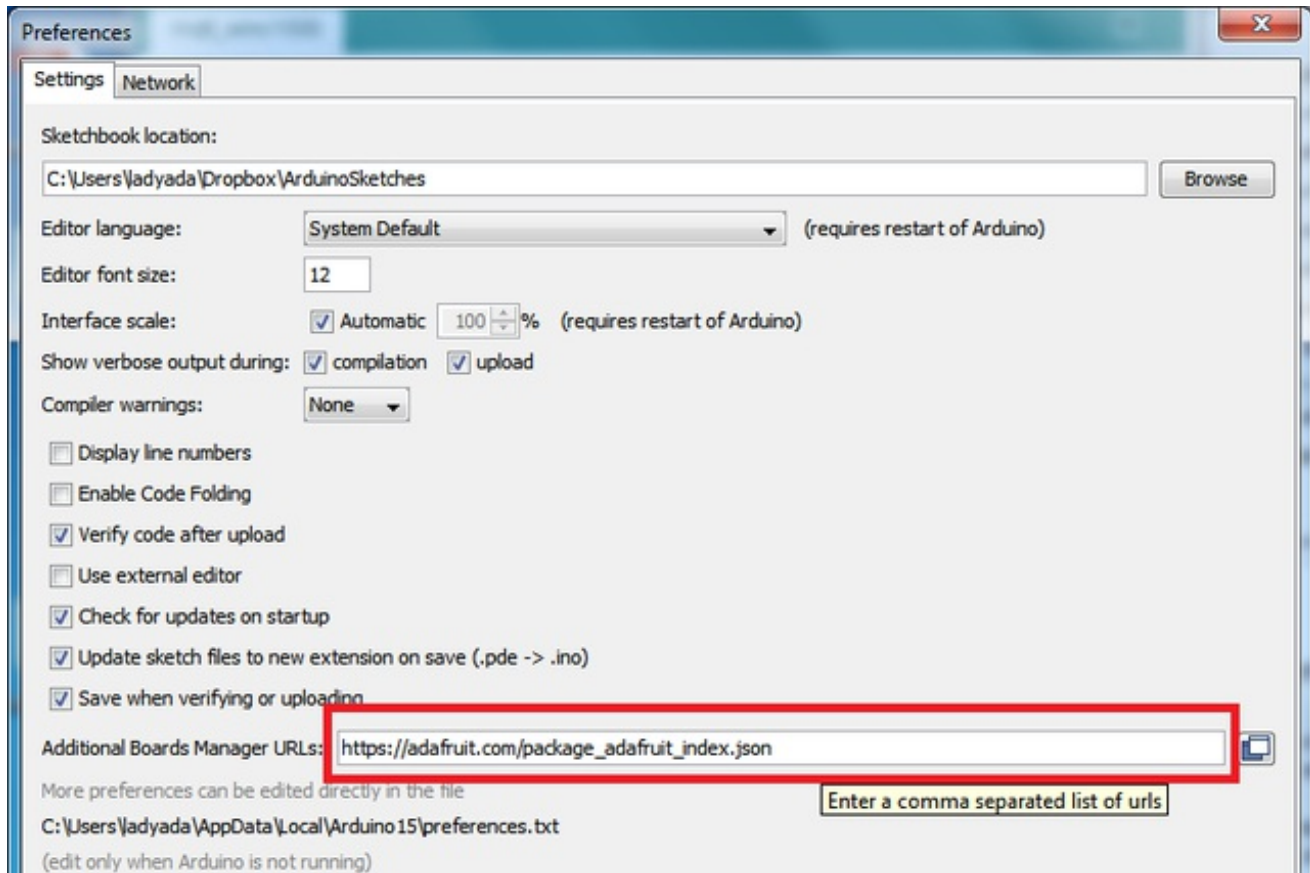 Preferences
Settings Network
Sketchbook location:
C:\Users\ladyada\Dropbox\ArduinoSketches Browse
Editor language: System Default (requires restart of Arduino)
Editor font size: 12
Interface scale: Automatic 100 % (requires restart of Arduino)
Show verbose output during: compilation upload
Compiler warnings: None
Display line numbers
Enable Code Folding
Verify code after upload
Use external editor
Check for updates on startup
Update sketch files to new extension on save (.pde -> .ino)
Save when verifying or uploading
Additional Boards Manager URLs: https://adafruit.com/package_adafruit_index.json
More preferences can be edited directly in the file
Enter a comma separated list of urls
C:\Users\ladyada\AppData\Local\Arduino15\preferences.txt
(edit only when Arduino is not running)